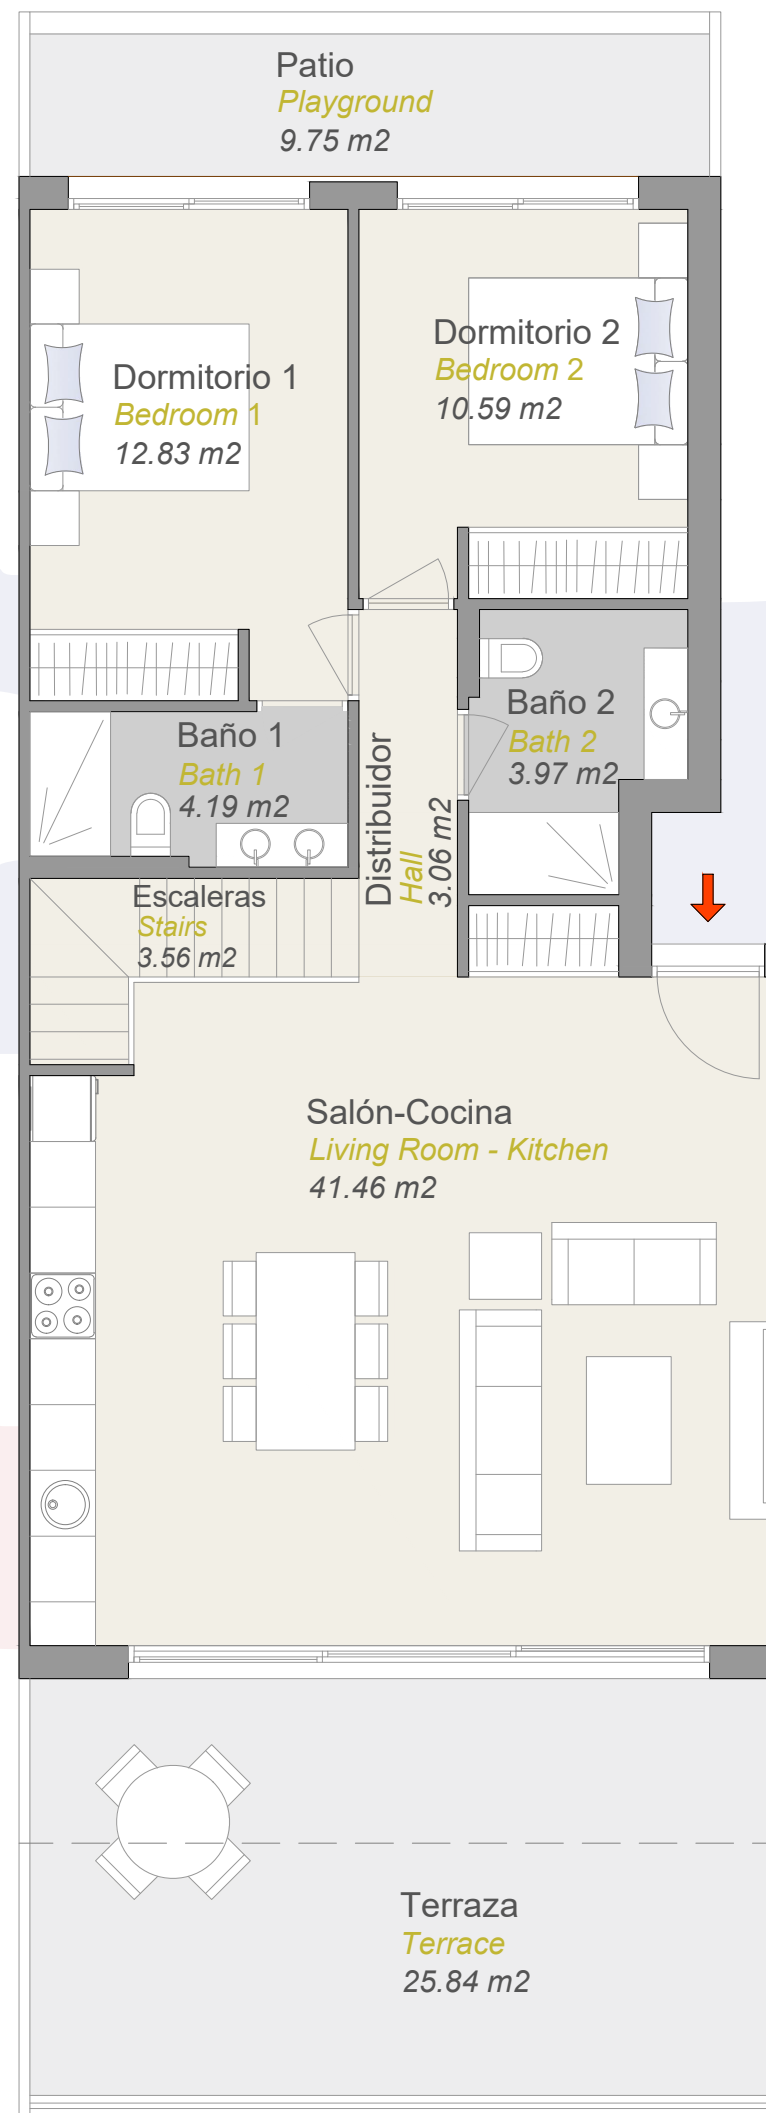 Patio
Playground
9.75 m2
Dormitorio 2
Bedroom 2
10.59 m2
Dormitorio 1
Bedroom 1
12.83 m2
Baño 2
Bath 2
3.97 m2
Baño 1
Bath 1
4.19 m2
Distribuidor
Hall
3.06 m2
Escaleras
Stairs
3.56 m2
Salón-Cocina
Living Room - Kitchen
41.46 m2
Terraza
Terrace
25.84 m2